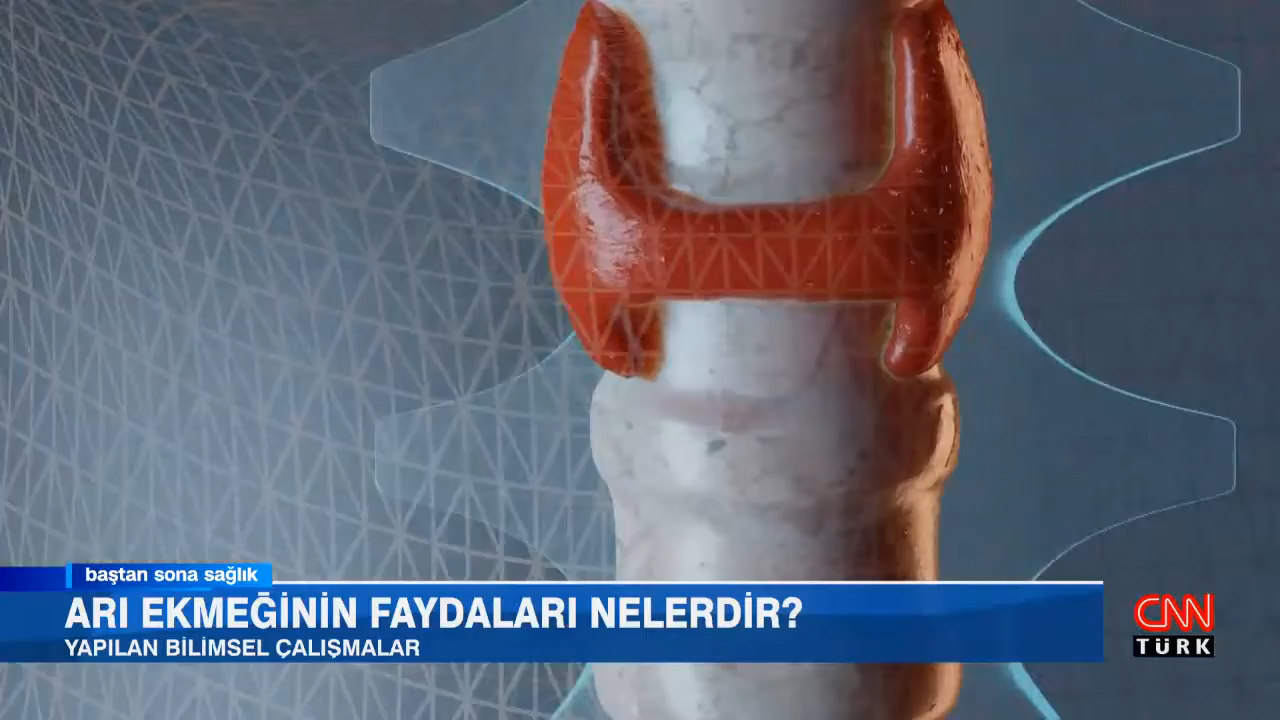 baştan sona sağlık
ARI EKMEĞİNİN FAYDALARI NELERDİR?
YAPILAN BİLİMSEL ÇALIŞMALAR
CNN
TÜRK